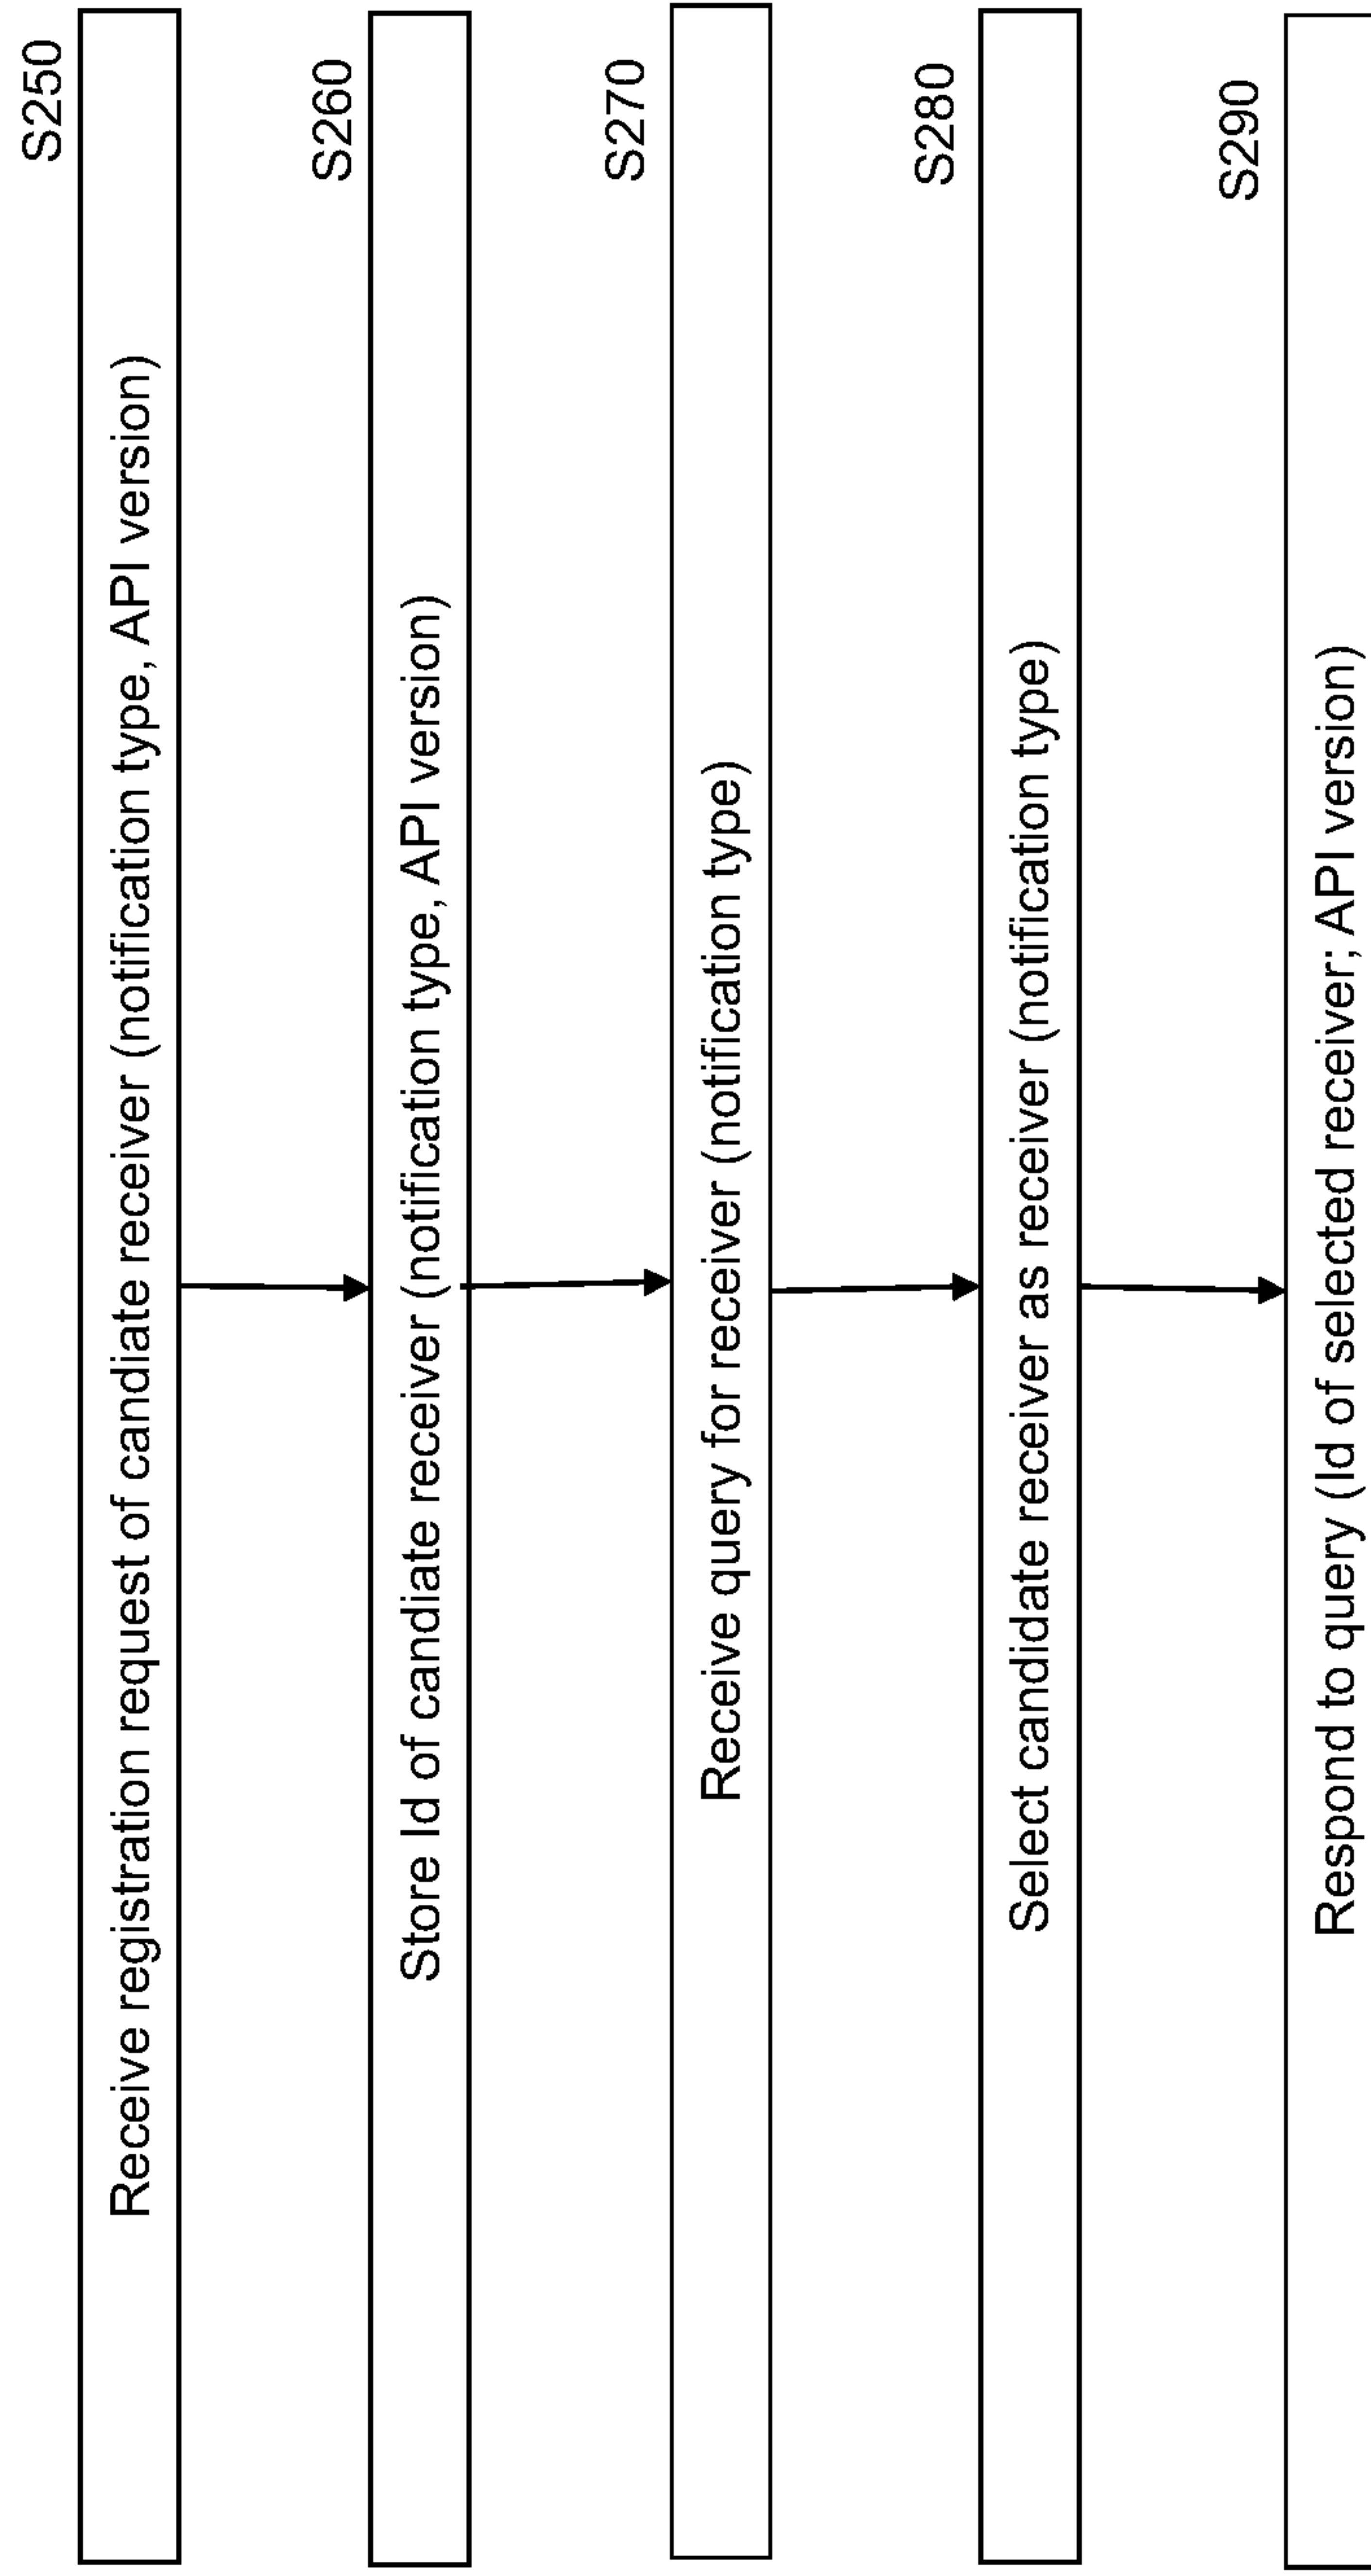 S250
Receive registration request of candiate receiver (notification type, API version)
S260
Store Id of candiate receiver (notification type, API version)
S270
Receive query for receiver (notification type)
S280
Select candidate receiver as receiver (notification type)
S290
Respond to query (Id of selected receiver; API version)